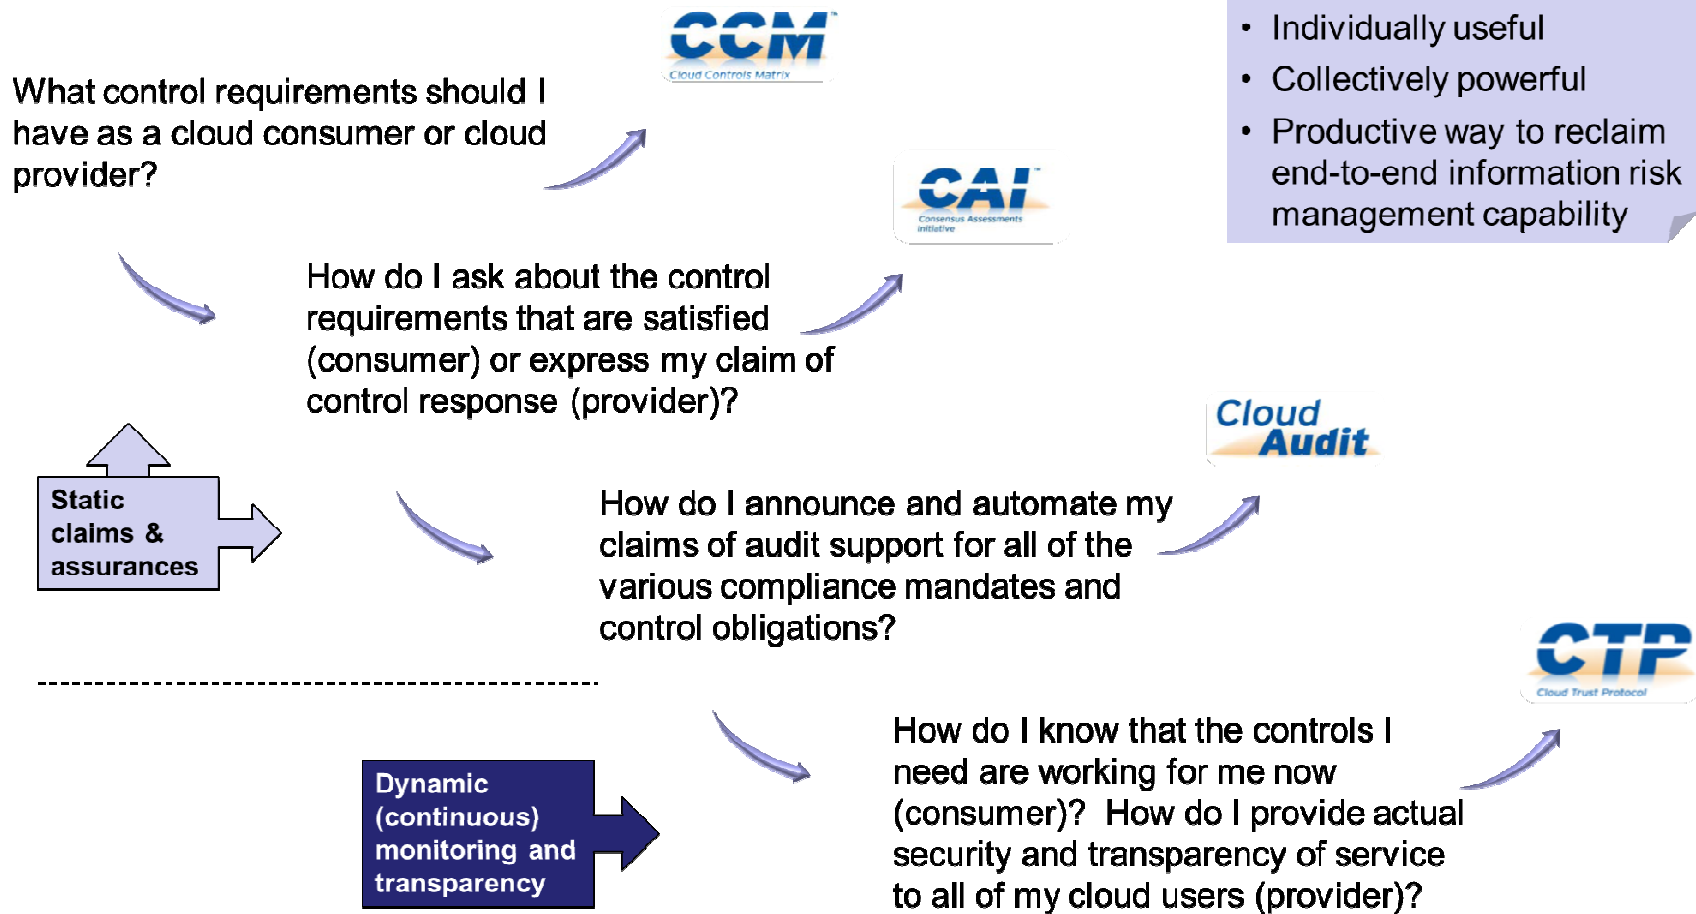 CCM™
Cloud Controls Matrix
What control requirements should I
have as a cloud consumer or cloud
provider?
• Individually useful
• Collectively powerful
• Productive way to reclaim
end-to-end information risk
management capability
CAI™
Consensus Assessments
Initiative
How do I ask about the control
requirements that are satisfied
(consumer) or express my claim of
control response (provider)?
Cloud
Audit
Static
claims &
assurances
How do I announce and automate my
claims of audit support for all of the
various compliance mandates and
control obligations?
CTP
Cloud Trust Protocol
Dynamic
(continuous)
monitoring and
transparency
How do I know that the controls I
need are working for me now
(consumer)?  How do I provide actual
security and transparency of service
to all of my cloud users (provider)?